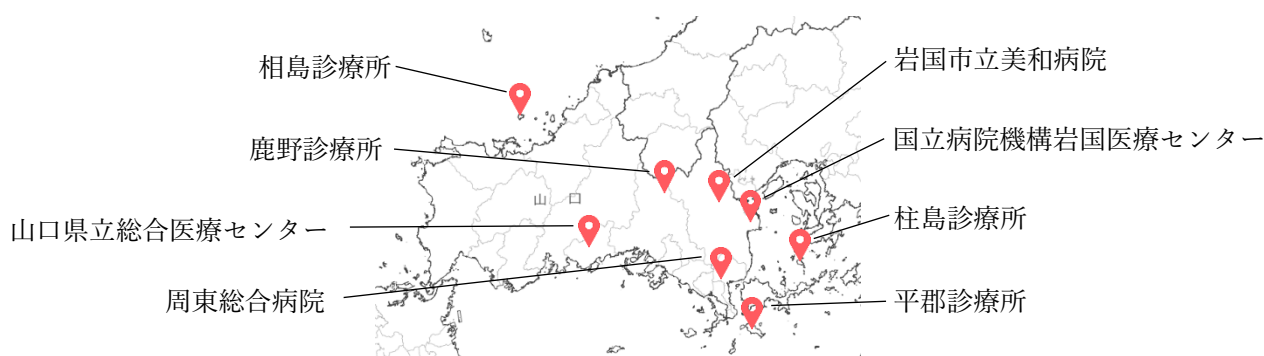 相島診療所
鹿野診療所
山口県立総合医療センター
周東総合病院
山口
岩国市立美和病院
国立病院機構岩国医療センター
柱島診療所
平郡診療所